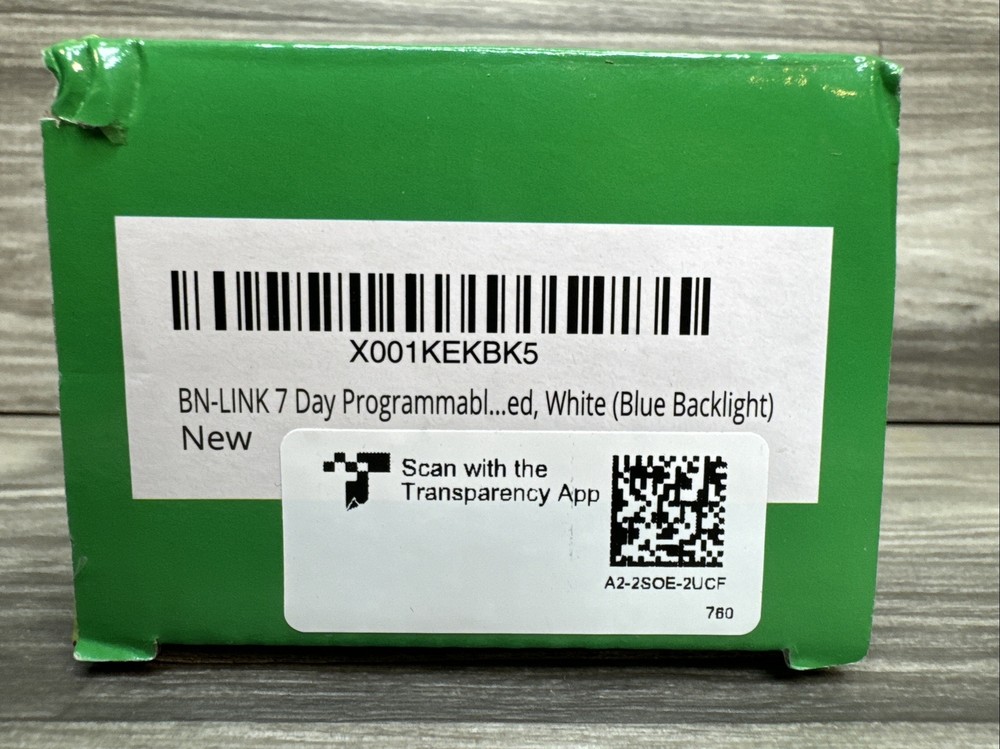 X001KEKBK5
BN-LINK 7 Day Programmabl...ed, White (Blue Backlight)
New
Scan with the
Transparency App
A2-2SOE-2UCF
760